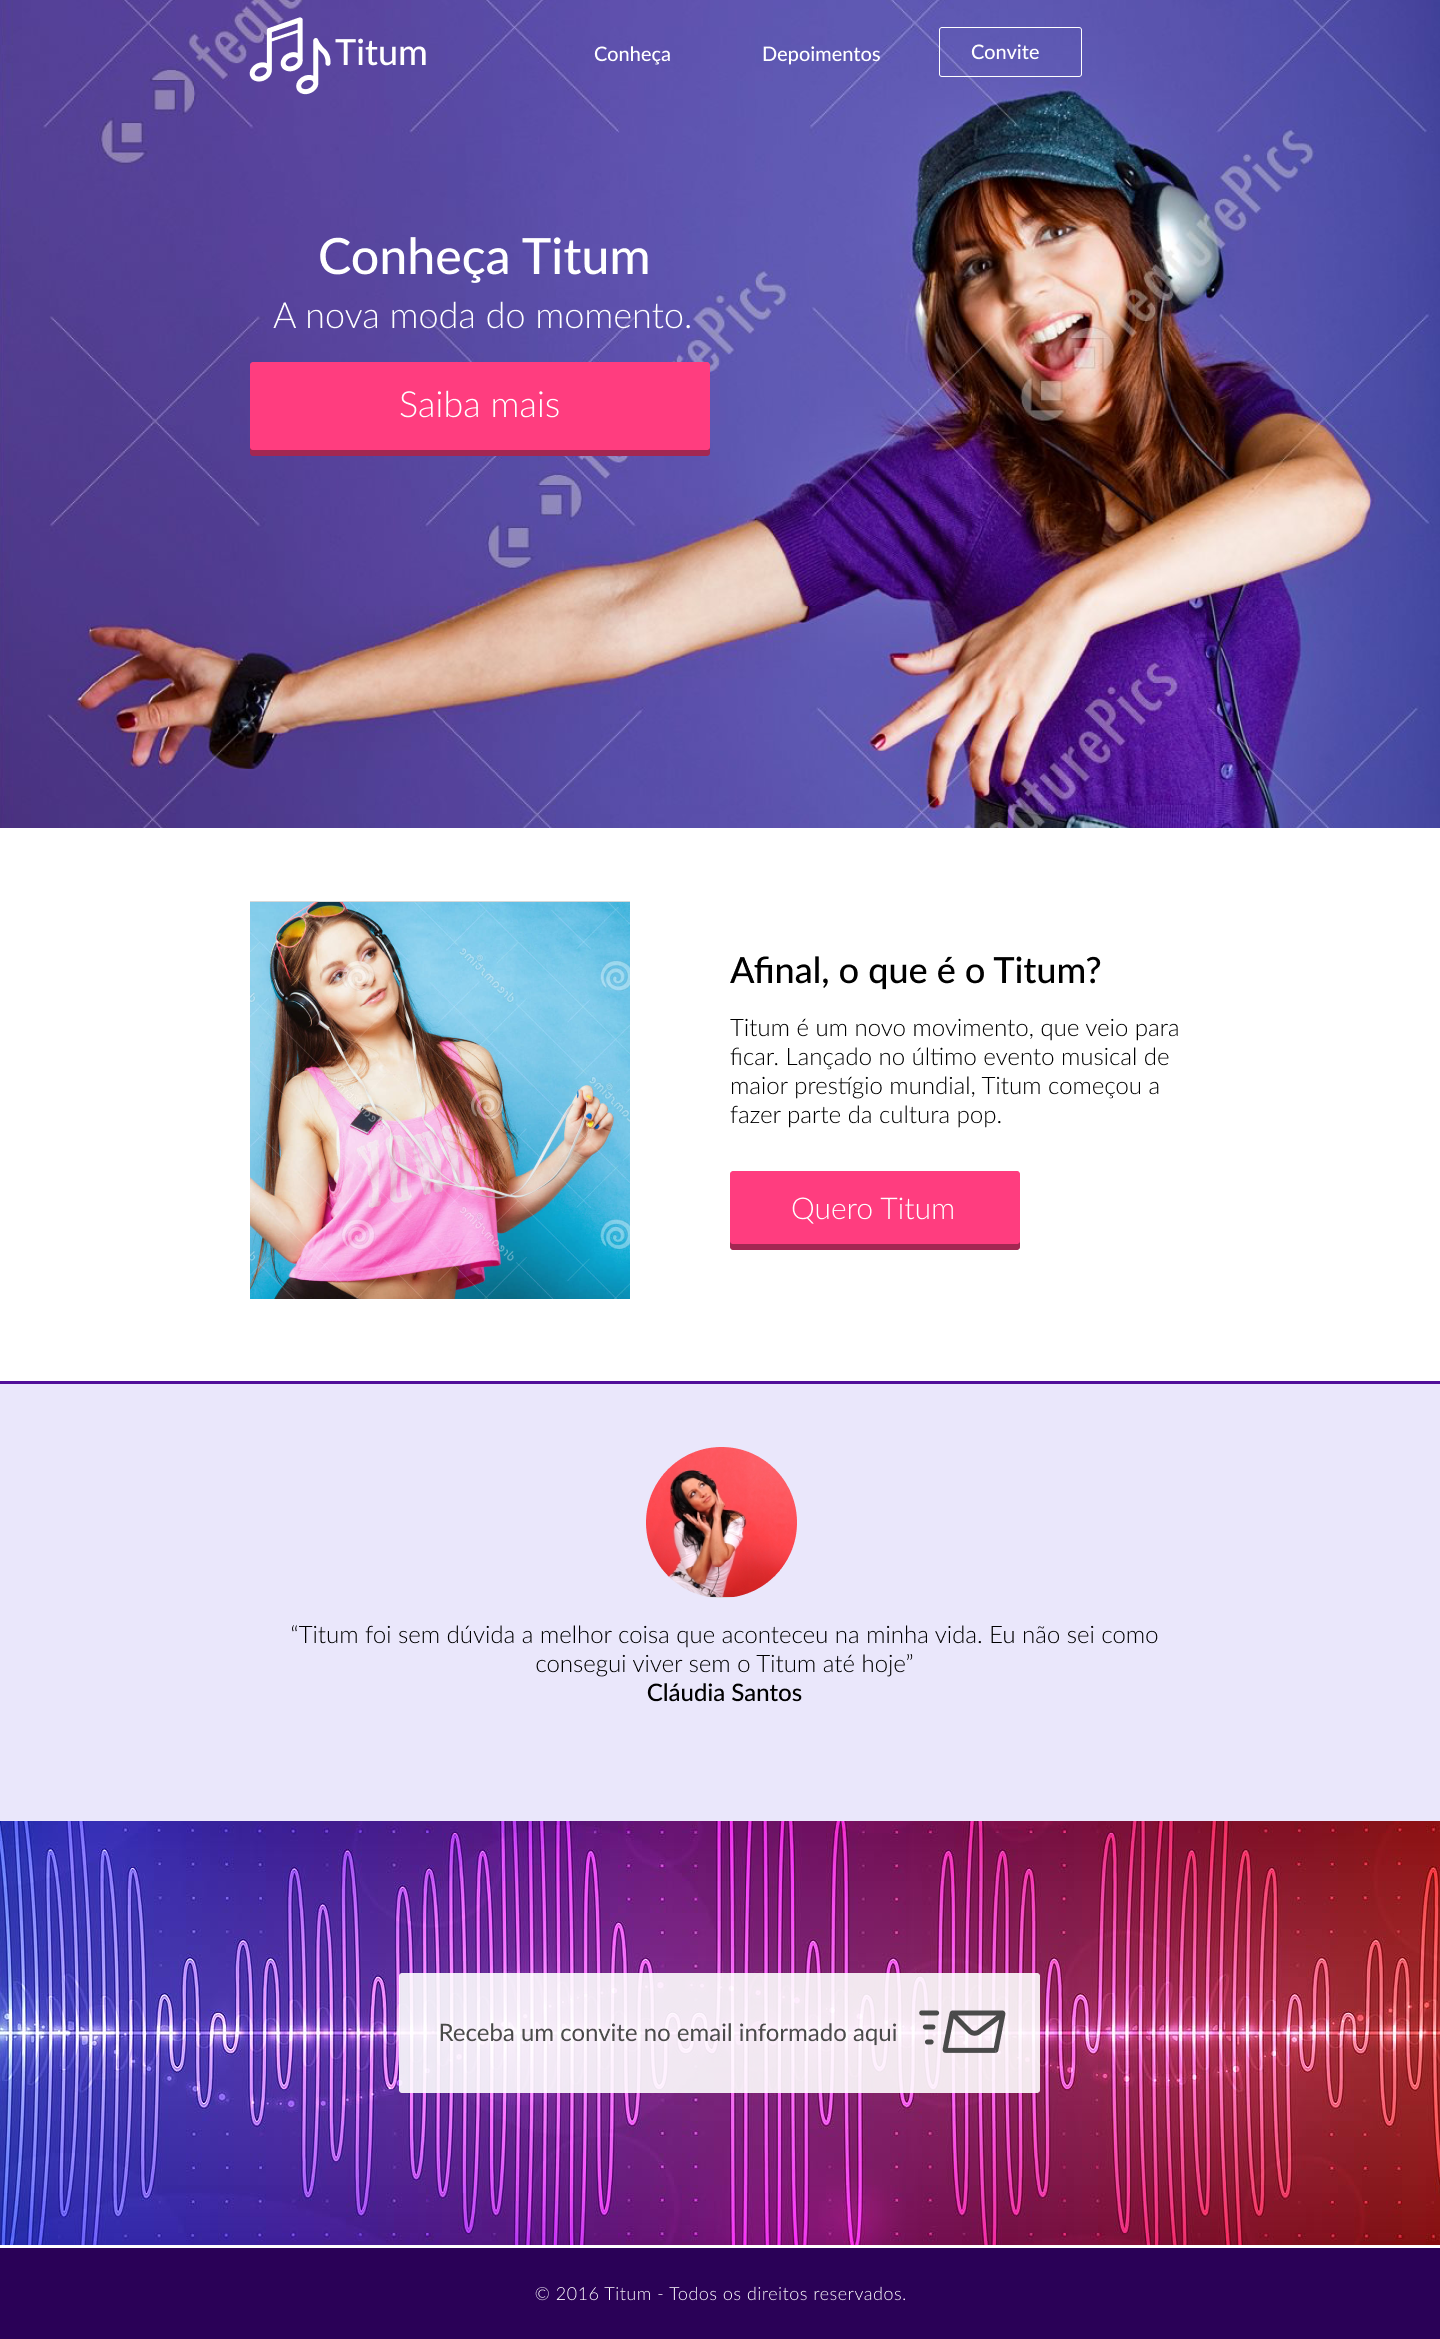 Titum
Conheça
Depoimentos
Convite
Conheça Titum
A nova moda do momento.
Saiba mais
featurePics
Afinal, o que é o Titum?
Titum é um novo movimento, que veio para
ficar. Lançado no último evento musical de
maior prestígio mundial, Titum começou a
fazer parte da cultura pop.
Quero Titum
“Titum foi sem dúvida a melhor coisa que aconteceu na minha vida. Eu não sei como
consegui viver sem o Titum até hoje”
Cláudia Santos
Receba um convite no email informado aqui
© 2016 Titum - Todos os direitos reservados.